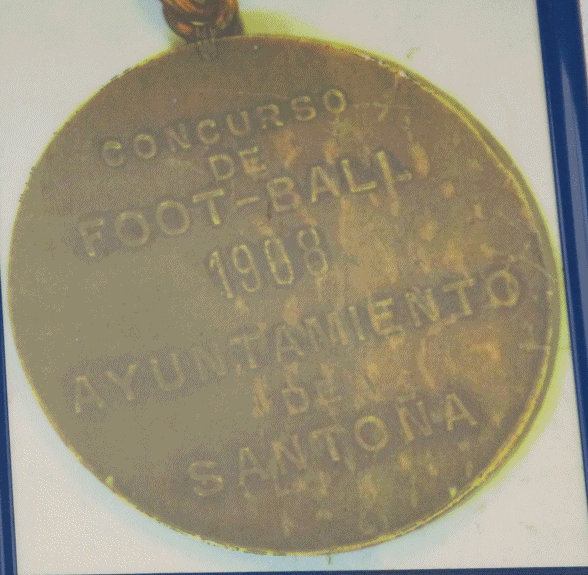 CONCURSO
DE
FOOT-BALL
1908
AYUNTAMIENTO
DE
SANTOÑA